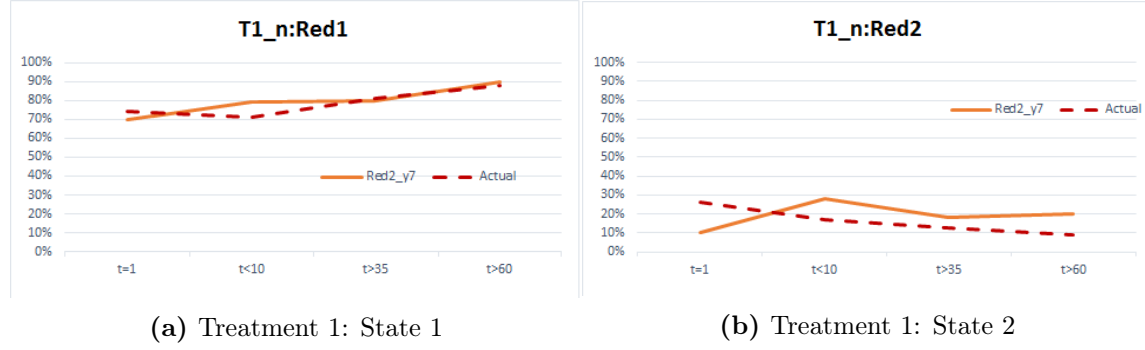 T1_n:Red1
100%
90%
80%
70%
60%
50%
40%
30%
20%
10%
0%
Red2_γ7
Actual
t=1
t<10
t>35
t>60
(a) Treatment 1: State 1
T1_n:Red2
100%
90%
80%
70%
60%
50%
40%
30%
20%
10%
0%
Red2_γ7
Actual
t=1
t<10
t>35
t>60
(b) Treatment 1: State 2